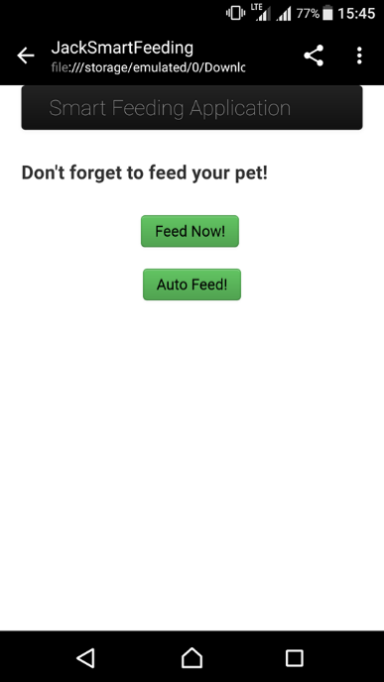 LTE 77% 15:45
JackSmartFeeding
file:///storage/emulated/0/Downlc
Smart Feeding Application
Don't forget to feed your pet!
Feed Now!
Auto Feed!